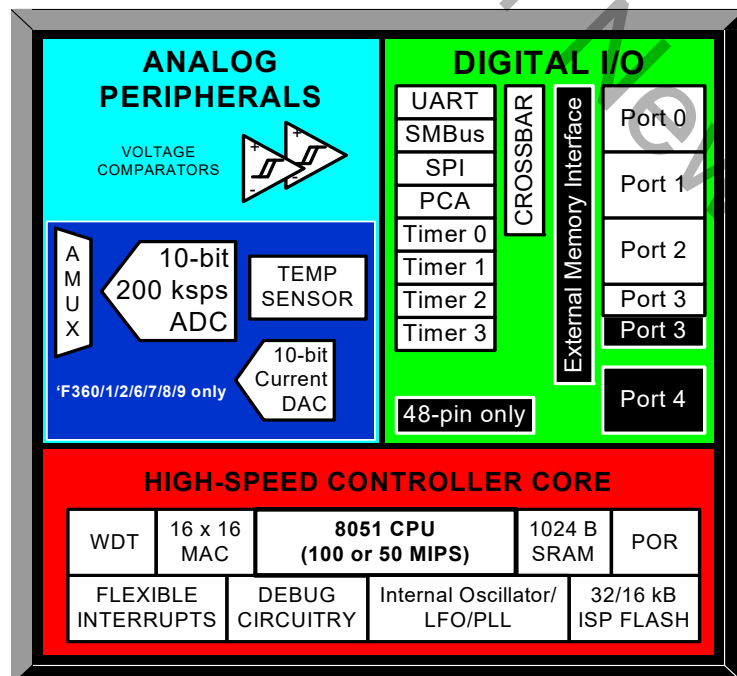 ANALOG
PERIPHERALS
VOLTAGE
COMPARATORS
+
-
+
-
A
M
U
X
10-bit
200 ksps
ADC
TEMP
SENSOR
10-bit
Current
DAC
‘F360/1/2/6/7/8/9 only
DIGITAL I/O
UART
SMBus
SPI
PCA
Timer 0
Timer 1
Timer 2
Timer 3
CROSSBAR
External Memory Interface
Port 0
Port 1
Port 2
Port 3
Port 3
Port 4
48-pin only
HIGH-SPEED CONTROLLER CORE
WDT
16 x 16
MAC
8051 CPU
(100 or 50 MIPS)
1024 B
SRAM
POR
FLEXIBLE
INTERRUPTS
DEBUG
CIRCUITRY
Internal Oscillator/
LFO/PLL
32/16 kB
ISP FLASH
New